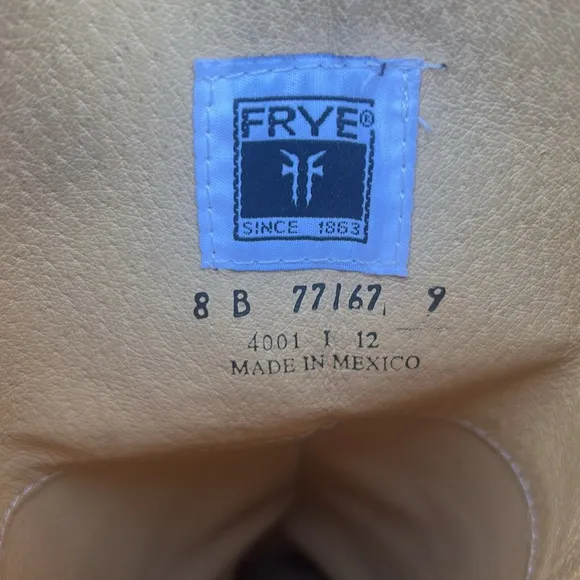 FRYE®
SINCE 1863
8 B 77167 9
4001 I 12
MADE IN MEXICO